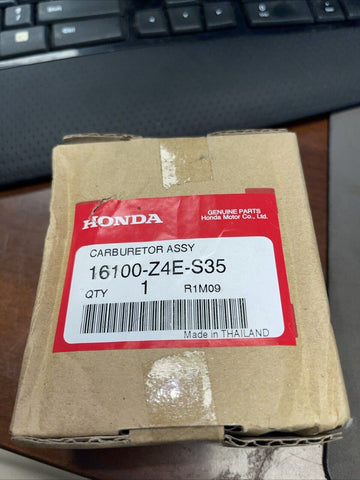 HONDA
GENUINE PARTS
Honda Motor Co., Ltd.
CARBURETOR ASSY
16100-Z4E-S35
QTY 1 R1M09
Made in THAILAND